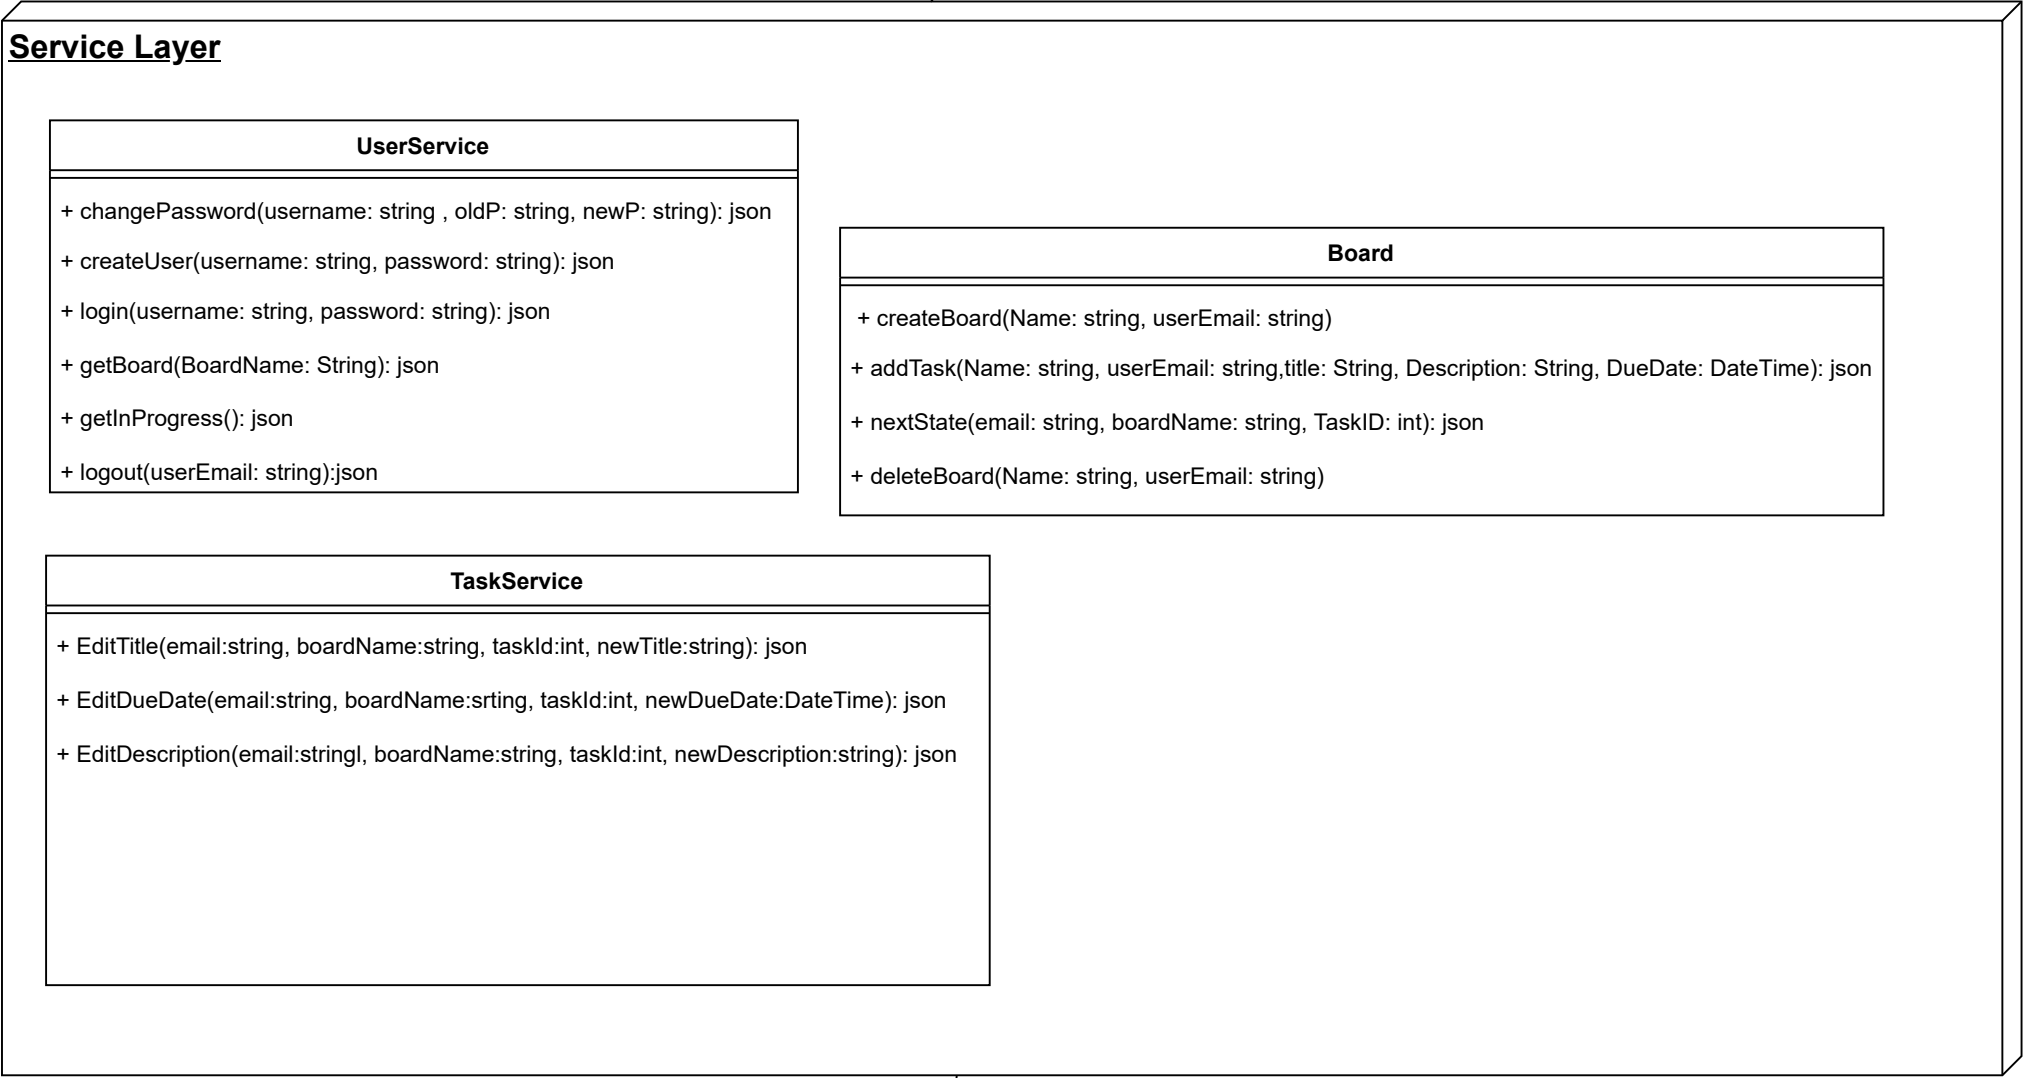 Service Layer
UserService
+ changePassword(username: string , oldP: string, newP: string): json
+ createUser(username: string, password: string): json
+ login(username: string, password: string): json
+ getBoard(BoardName: String): json
+ getInProgress(): json
+ logout(userEmail: string):json
Board
+ createBoard(Name: string, userEmail: string)
+ addTask(Name: string, userEmail: string,title: String, Description: String, DueDate: DateTime): json
+ nextState(email: string, boardName: string, TaskID: int): json
+ deleteBoard(Name: string, userEmail: string)
TaskService
+ EditTitle(email:string, boardName:string, taskId:int, newTitle:string): json
+ EditDueDate(email:string, boardName:srting, taskId:int, newDueDate:DateTime): json
+ EditDescription(email:stringl, boardName:string, taskId:int, newDescription:string): json